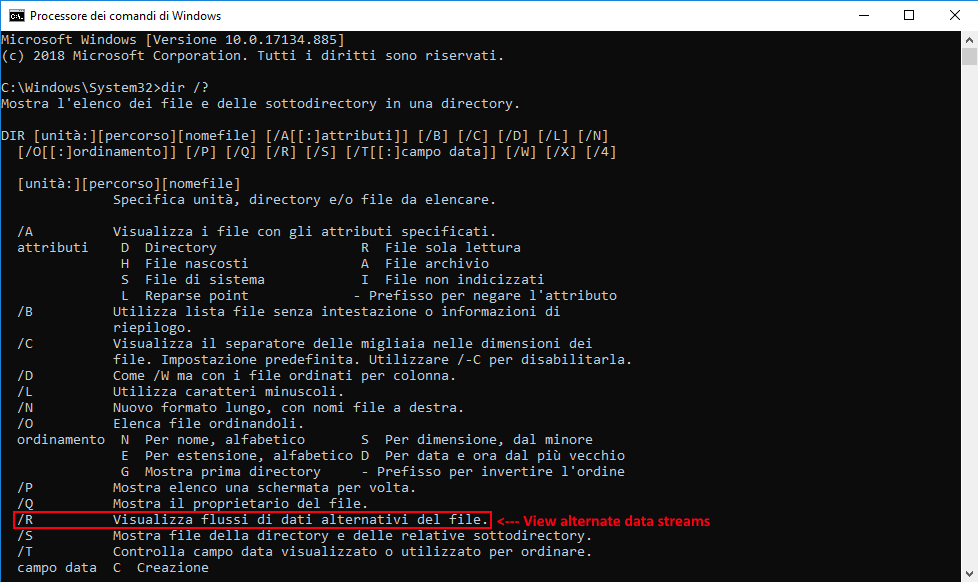 Processore dei comandi di Windows
Microsoft Windows [Versione 10.0.17134.885]
(c) 2018 Microsoft Corporation. Tutti i diritti sono riservati.
C:\Windows\System32>dir /?
Mostra l'elenco dei file e delle sottodirectory in una directory.
DIR [unità:][percorso][nomefile] [/A[[:]attributi]] [/B] [/C] [/D] [/L] [/N]
[/O[[:]ordinamento]] [/P] [/Q] [/R] [/S] [/T[[:]campo data]] [/W] [/X] [/4]
[unità:][percorso][nomefile]
Specifica unità, directory e/o file da elencare.
/A Visualizza i file con gli attributi specificati.
attributi D Directory R File sola lettura
H File nascosti A File archivio
S File di sistema I File non indicizzati
L Reparse point - Prefisso per negare l'attributo
/B Utilizza lista file senza intestazione o informazioni di
riepilogo.
/C Visualizza il separatore delle migliaia nelle dimensioni dei
file. Impostazione predefinita. Utilizzare /-C per disabilitarla.
/D Come /W ma con i file ordinati per colonna.
/L Utilizza caratteri minuscoli.
/N Nuovo formato lungo, con nomi file a destra.
/O Elenca file ordinandoli.
ordinamento N Per nome, alfabetico S Per dimensione, dal minore
E Per estensione, alfabetico D Per data e ora dal più vecchio
G Mostra prima directory - Prefisso per invertire l'ordine
/P Mostra elenco una schermata per volta.
/Q Mostra il proprietario del file.
/R Visualizza flussi di dati alternativi del file. <--- View alternate data streams
/S Mostra file della directory e delle relative sottodirectory.
/T Controlla campo data visualizzato o utilizzato per ordinare.
campo data C Creazione